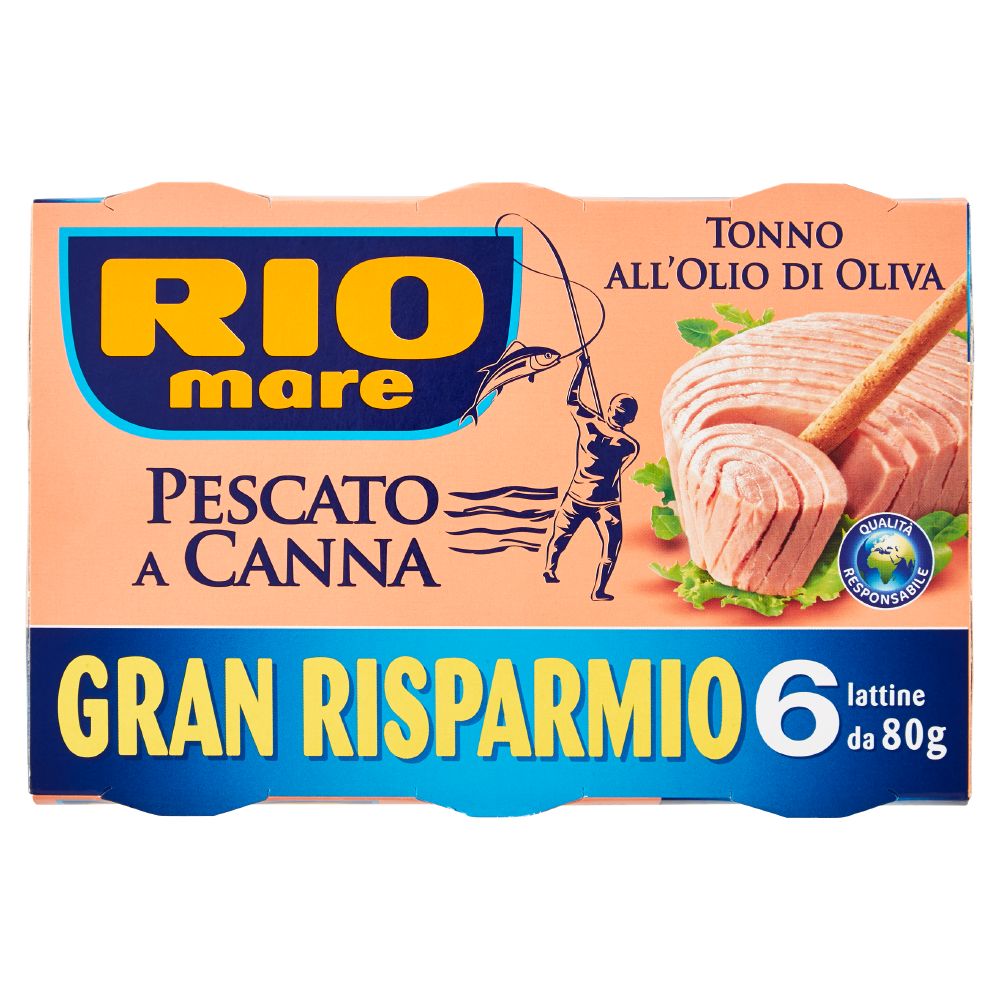 RIO
mare
TONNO
ALL'OLIO DI OLIVA
PESCATO
A CANNA
QUALITÀ
RESPONSABILE
GRAN RISPARMIO 6 lattine
da 80g